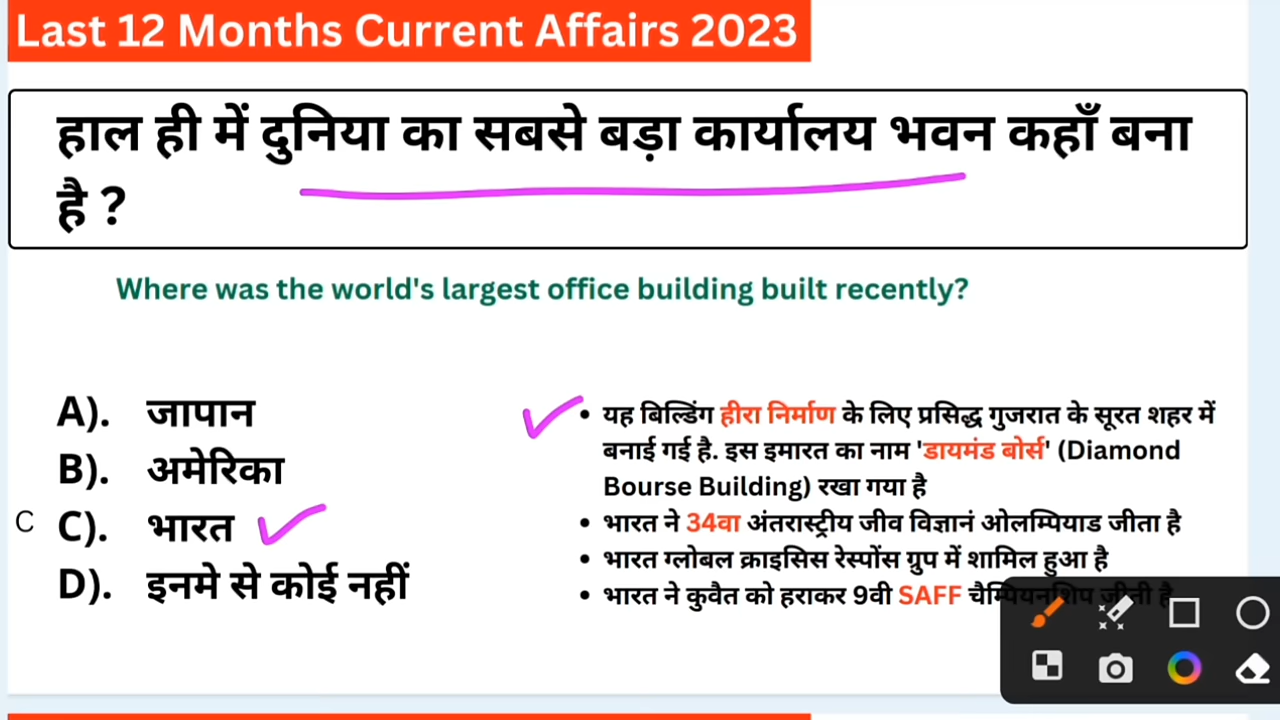 Last 12 Months Current Affairs 2023
हाल ही में दुनिया का सबसे बड़ा कार्यालय भवन कहाँ बना
है ?
Where was the world's largest office building built recently?
A). जापान
B). अमेरिका
C C). भारत
D). इनमे से कोई नहीं
• यह बिल्डिंग हीरा निर्माण के लिए प्रसिद्ध गुजरात के सूरत शहर में
बनाई गई है. इस इमारत का नाम 'डायमंड बोर्स' (Diamond
Bourse Building) रखा गया है
• भारत ने 34वा अंतरास्ट्रीय जीव विज्ञानं ओलम्पियाड जीता है
• भारत ग्लोबल क्राइसिस रेस्पोंस ग्रुप में शामिल हुआ है
• भारत ने कुवैत को हराकर 9वी SAFF चैम्पियनशिप जीती है